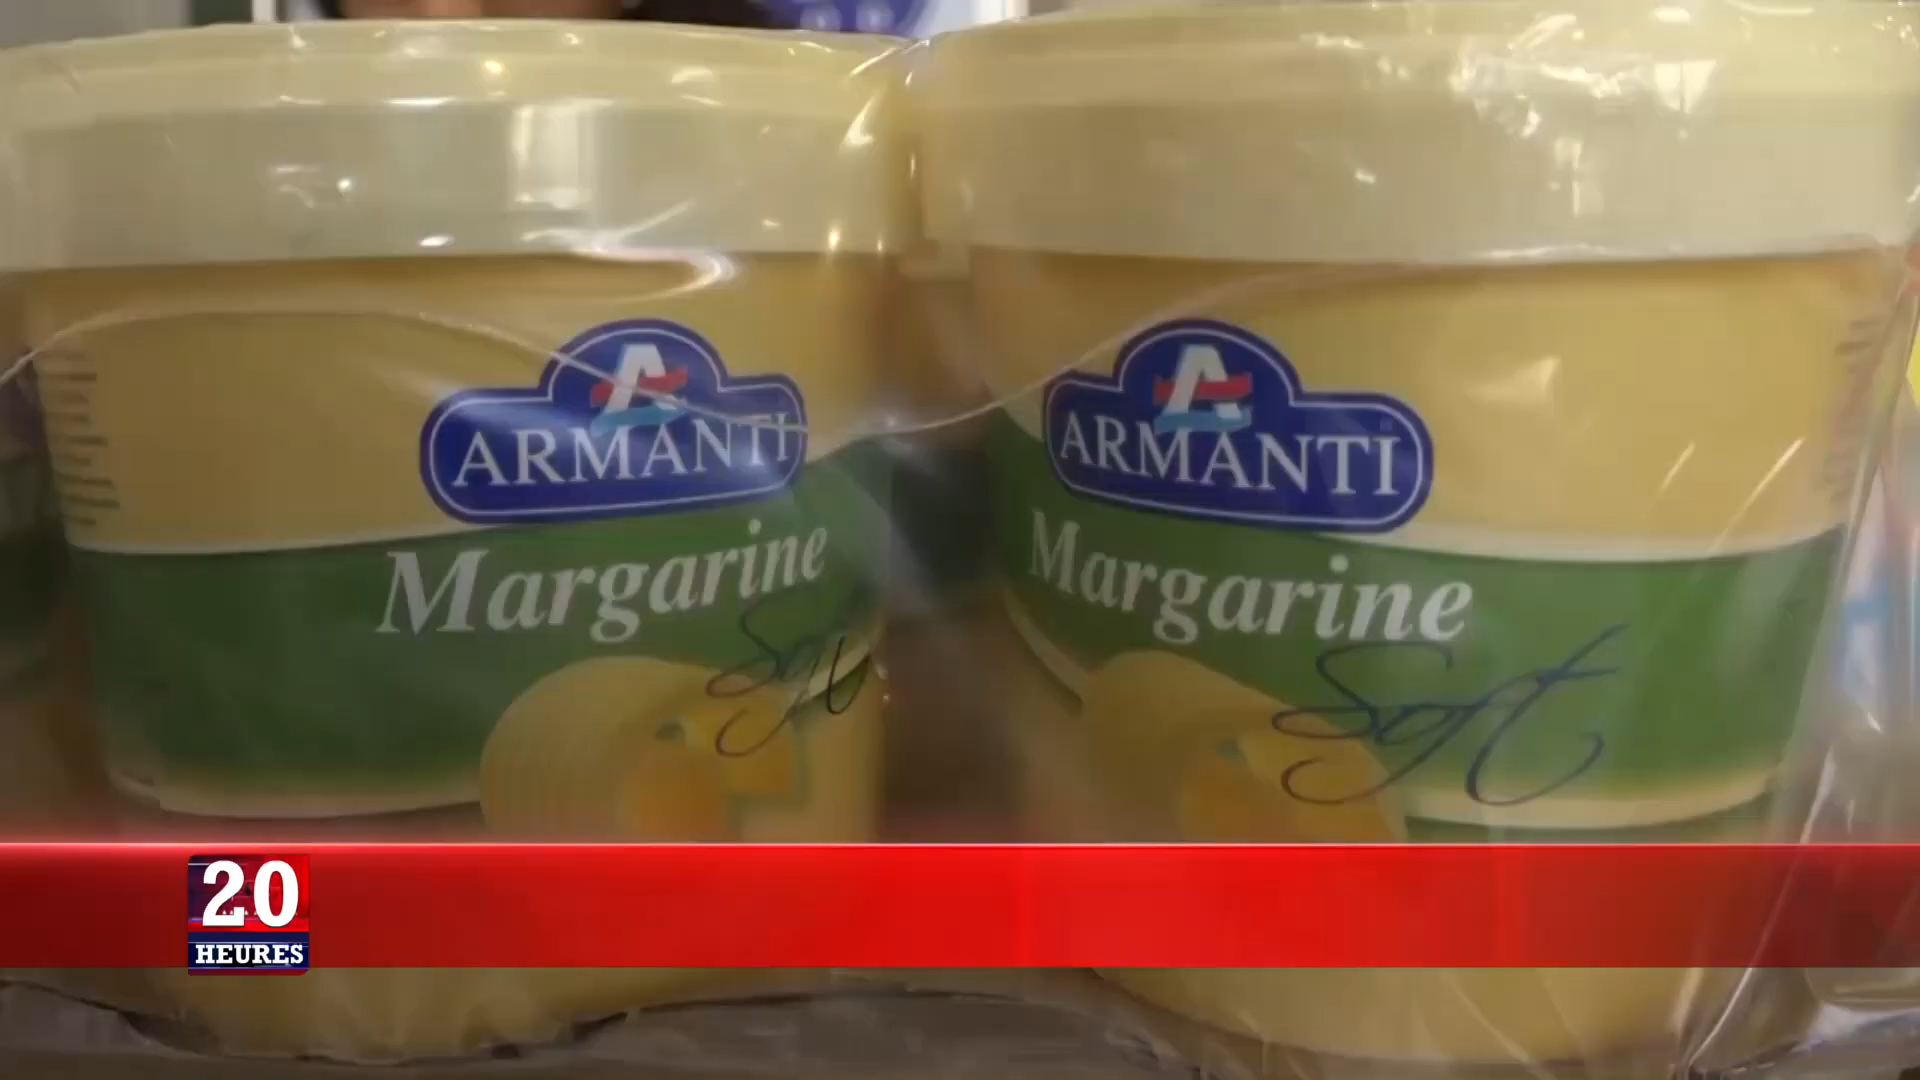 A
ARMANTI
Margarine
Soft
A
ARMANTI
Margarine
Soft
20
HEURES